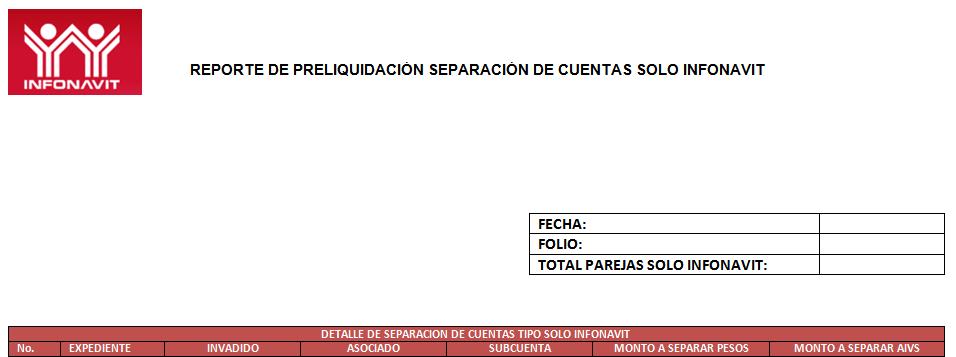 INFONAVIT
REPORTE DE PRELIQUIDACIÓN SEPARACIÓN DE CUENTAS SOLO INFONAVIT
FECHA:
FOLIO:
TOTAL PAREJAS SOLO INFONAVIT:
DETALLE DE SEPARACION DE CUENTAS TIPO SOLO INFONAVIT
No. EXPEDIENTE INVADIDO ASOCIADO SUBCUENTA MONTO A SEPARAR PESOS MONTO A SEPARAR AIVS